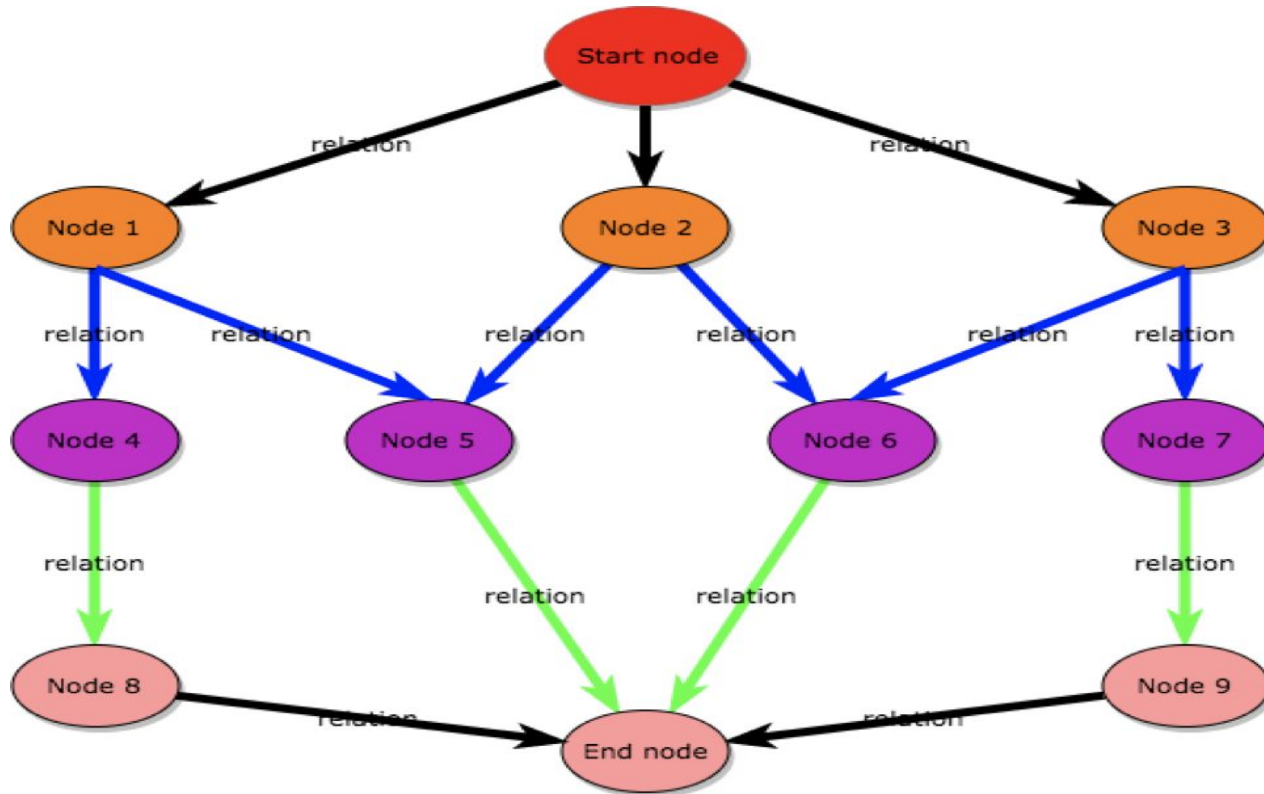 Start node
relation
relation
Node 1
Node 2
Node 3
relation
relation
relation
relation
relation
relation
Node 4
Node 5
Node 6
Node 7
relation
relation
relation
relation
Node 8
Node 9
relation
relation
End node